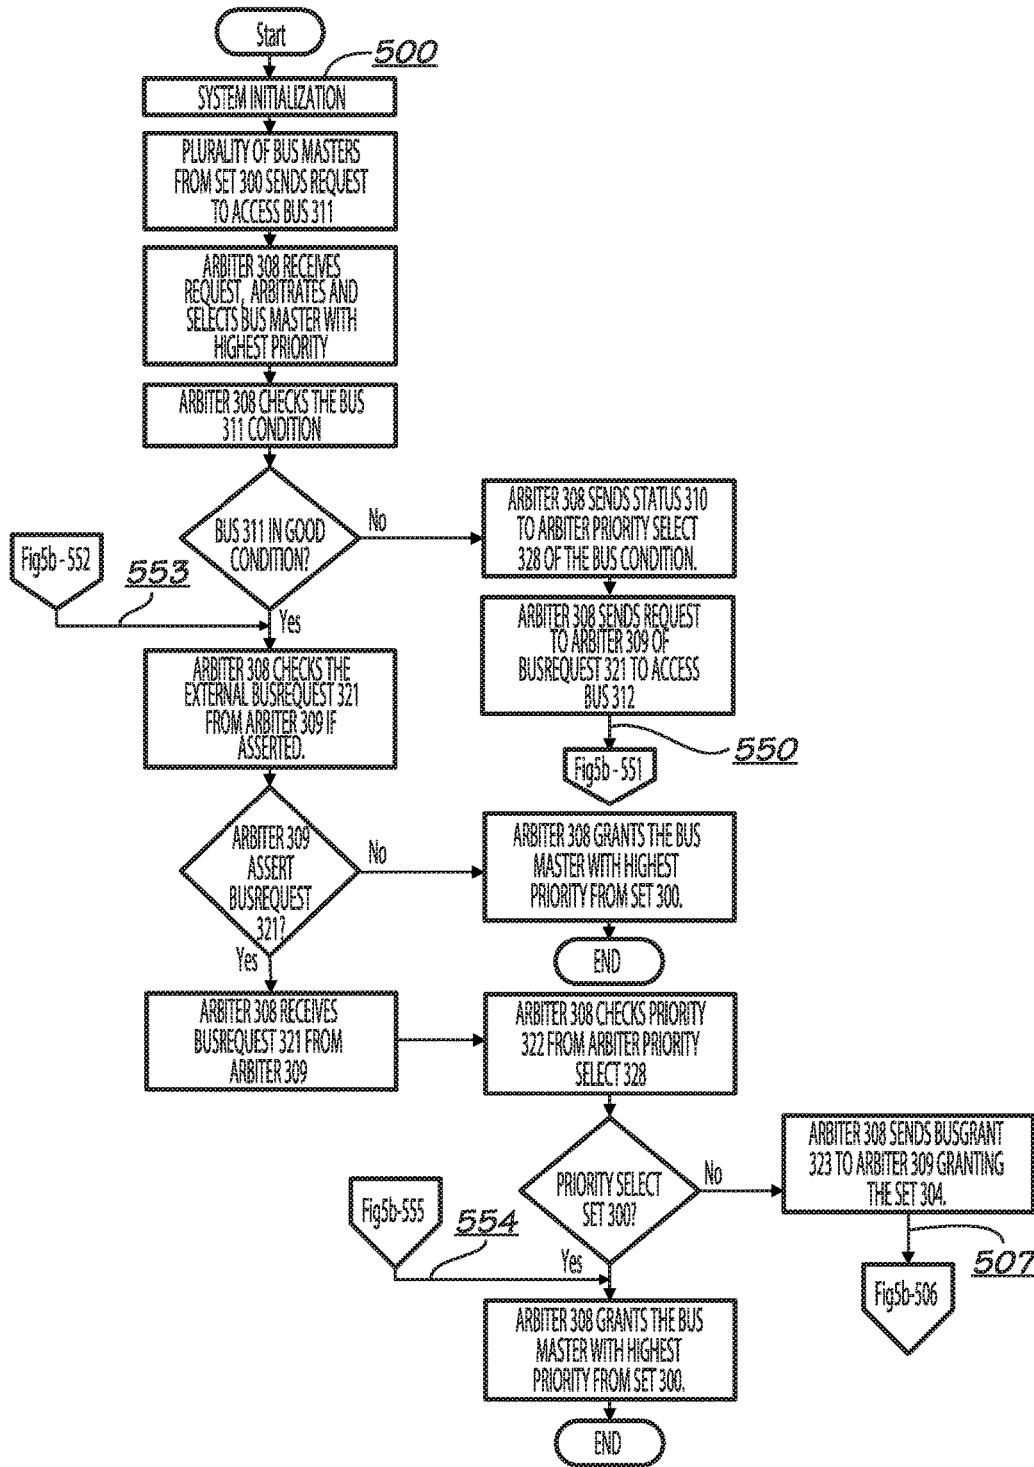 Start
500
SYSTEM INITIALIZATION
PLURALITY OF BUS MASTERS
FROM SET 300 SENDS REQUEST
TO ACCESS BUS 311
ARBITER 308 RECEIVES
REQUEST, ARBITRATES AND
SELECTS BUS MASTER WITH
HIGHEST PRIORITY
ARBITER 308 CHECKS THE BUS
311 CONDITION
BUS 311 IN GOOD
CONDITION?
No
ARBITER 308 SENDS STATUS 310
TO ARBITER PRIORITY SELECT
328 OF THE BUS CONDITION.
Fig5b - 552
553
Yes
ARBITER 308 SENDS REQUEST
TO ARBITER 309 OF
BUSREQUEST 321 TO ACCESS
BUS 312
550
Fig5b - 551
ARBITER 308 CHECKS THE
EXTERNAL BUSREQUEST 321
FROM ARBITER 309 IF
ASSERTED.
ARBITER 309
ASSERT
BUSREQUEST
321?
No
ARBITER 308 GRANTS THE BUS
MASTER WITH HIGHEST
PRIORITY FROM SET 300.
END
Yes
ARBITER 308 RECEIVES
BUSREQUEST 321 FROM
ARBITER 309
ARBITER 308 CHECKS PRIORITY
322 FROM ARBITER PRIORITY
SELECT 328
PRIORITY SELECT
SET 300?
No
ARBITER 308 SENDS BUSGRANT
323 TO ARBITER 309 GRANTING
THE SET 304.
507
Fig5b-506
Fig5b-555
554
Yes
ARBITER 308 GRANTS THE BUS
MASTER WITH HIGHEST
PRIORITY FROM SET 300.
END